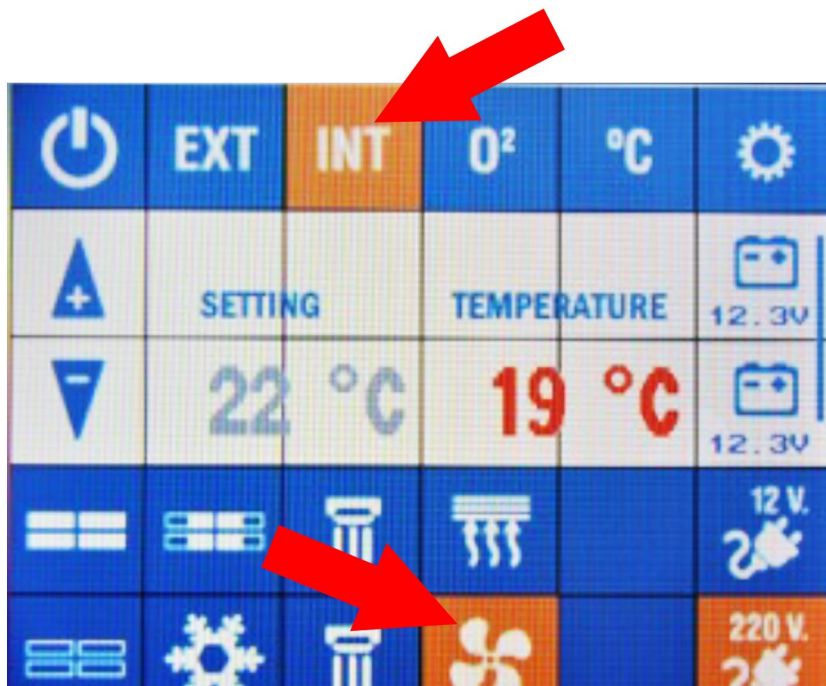 EXT INT O² °C
SETTING TEMPERATURE
12.3V
22 °C 19 °C
12.3V
12 V.
220 V.